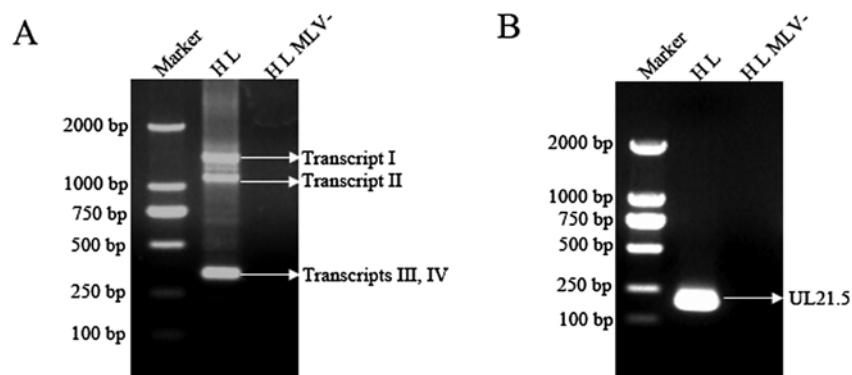 A
Marker
H L
H L MLV-
2000 bp
1000 bp
750 bp
500 bp
250 bp
100 bp
Transcript I
Transcript II
Transcripts III, IV
B
Marker
H L
H L MLV-
2000 bp
1000 bp
750 bp
500 bp
250 bp
100 bp
UL21.5